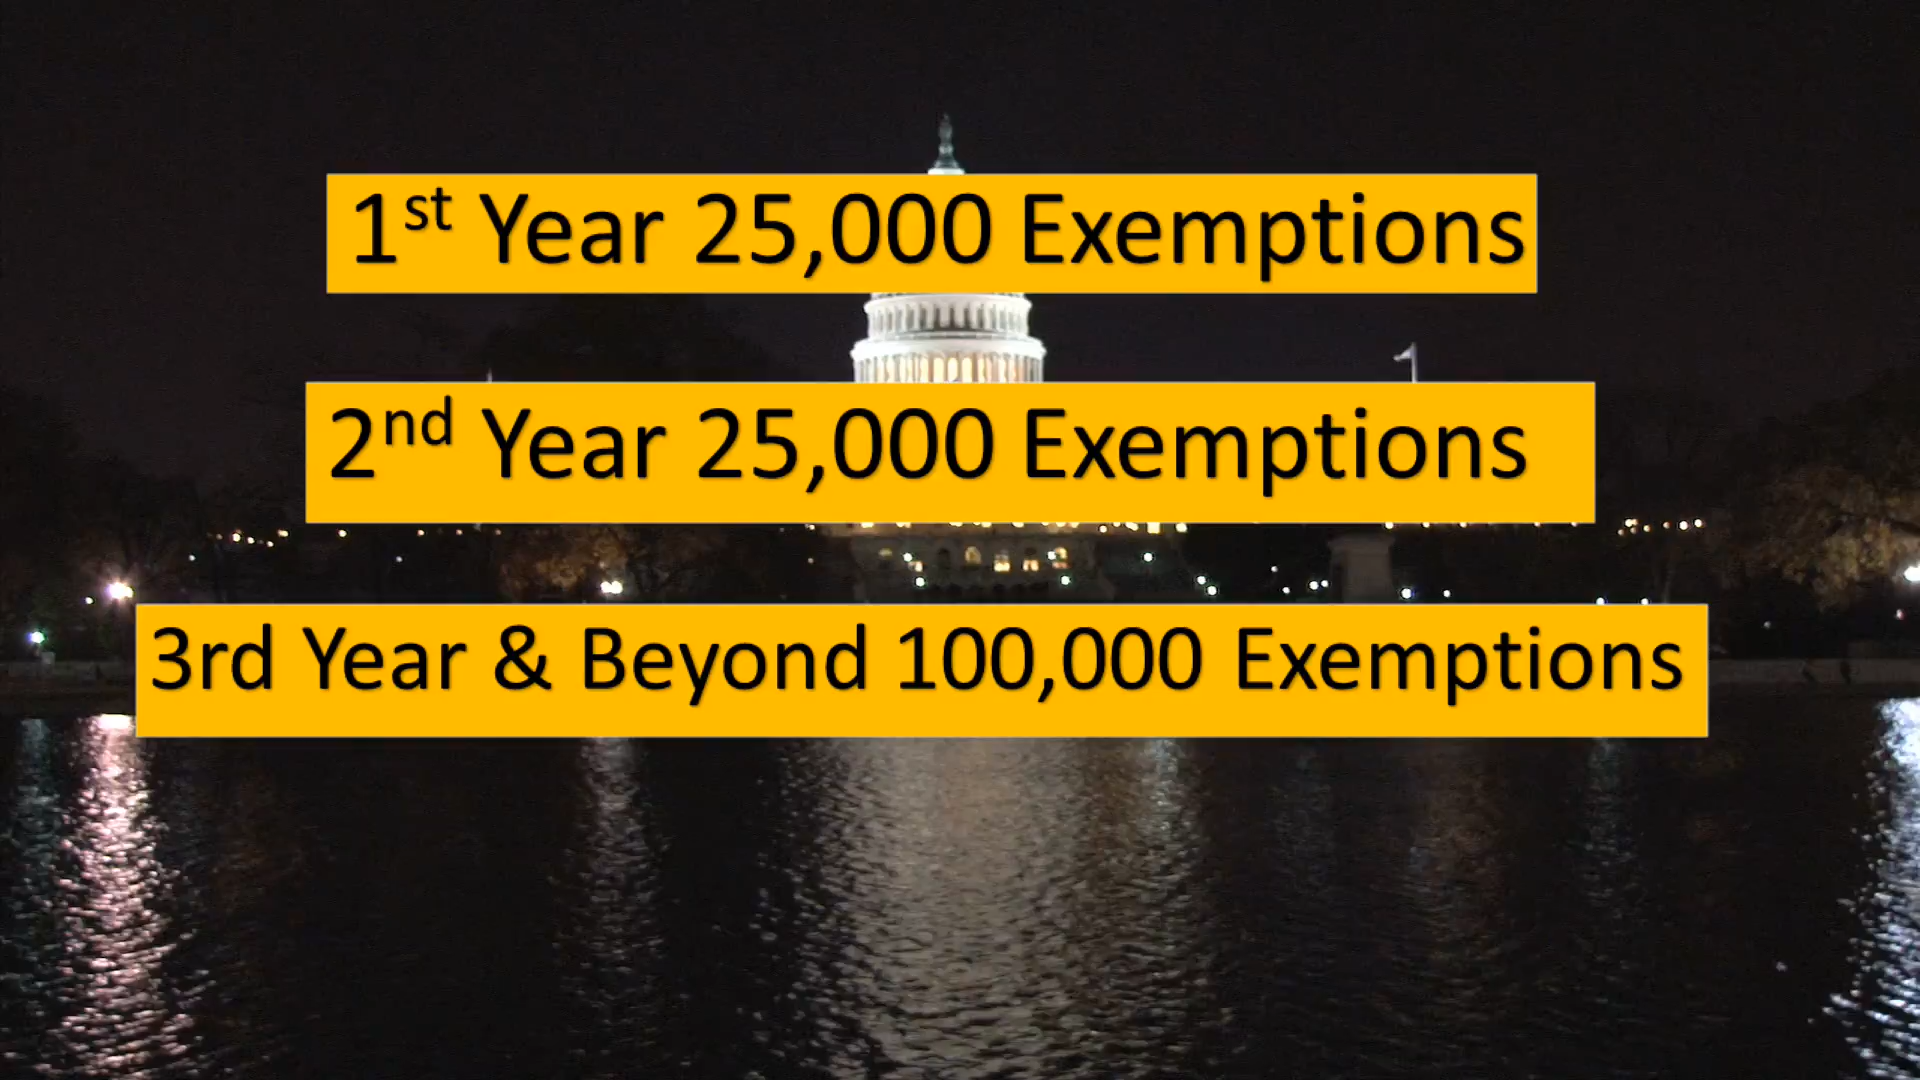 1st Year 25,000 Exemptions
2nd Year 25,000 Exemptions
3rd Year & Beyond 100,000 Exemptions